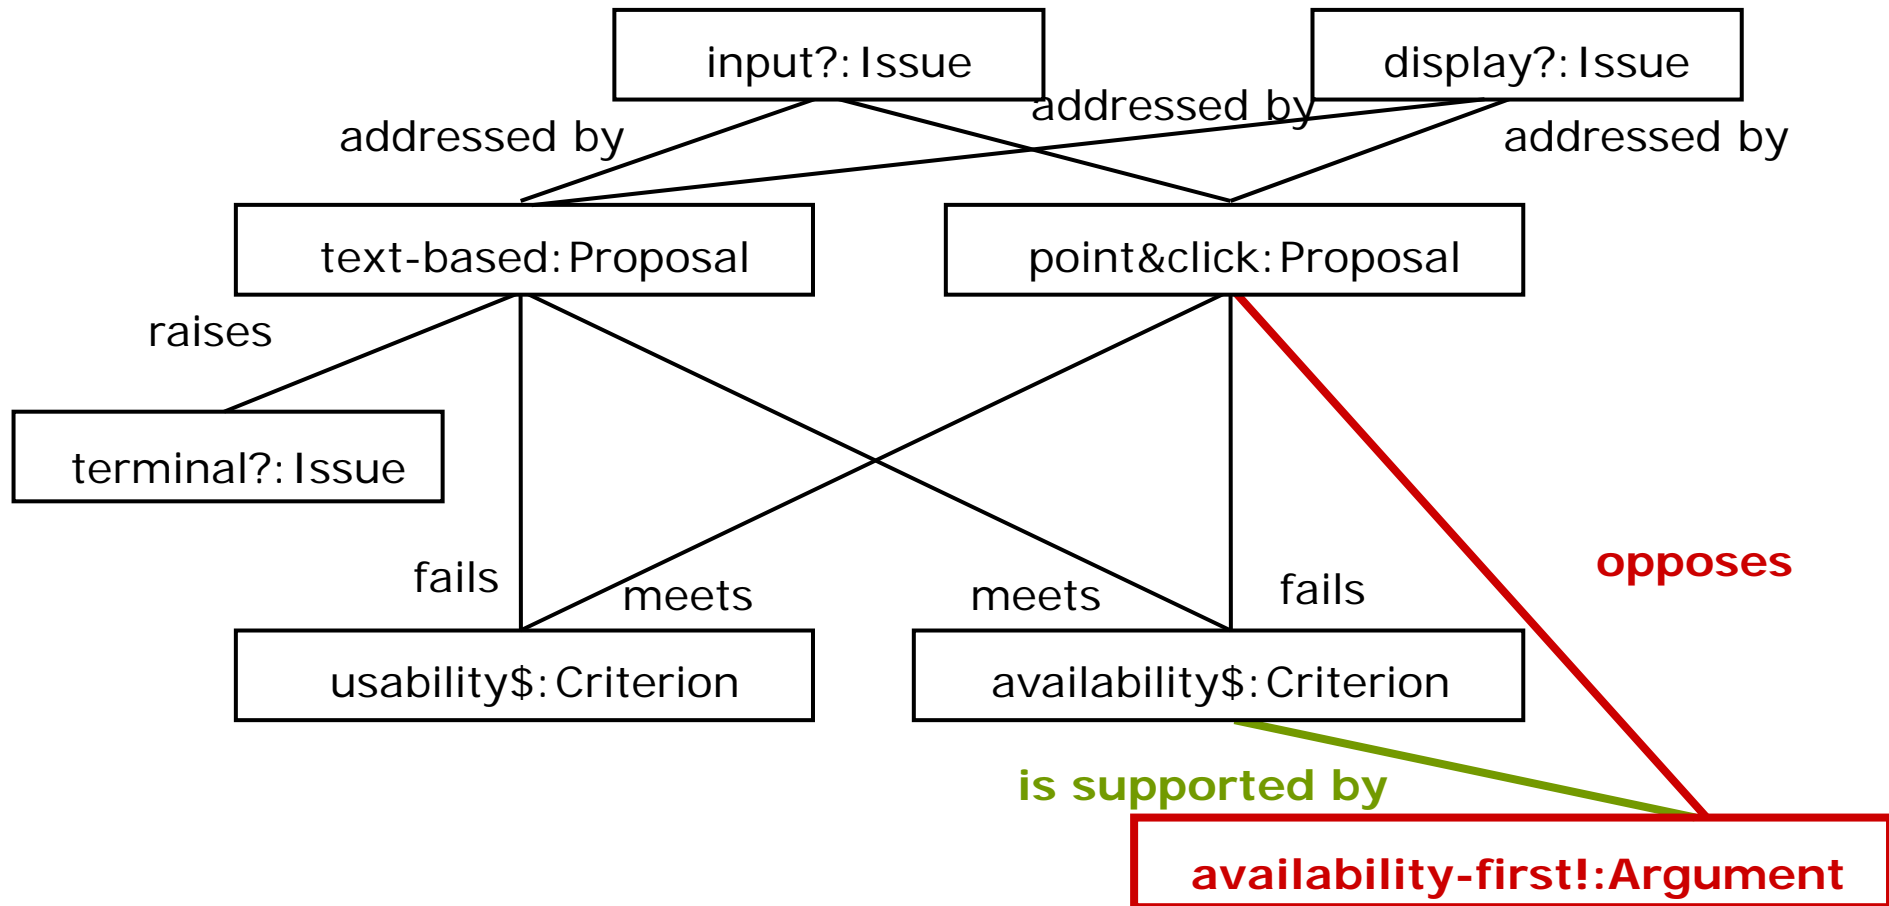 input?:Issue
display?:Issue
addressed by
addressed by
addressed by
text-based:Proposal
point&click:Proposal
raises
terminal?:Issue
fails
meets
meets
fails
opposes
usability$:Criterion
availability$:Criterion
is supported by
availability-first!:Argument